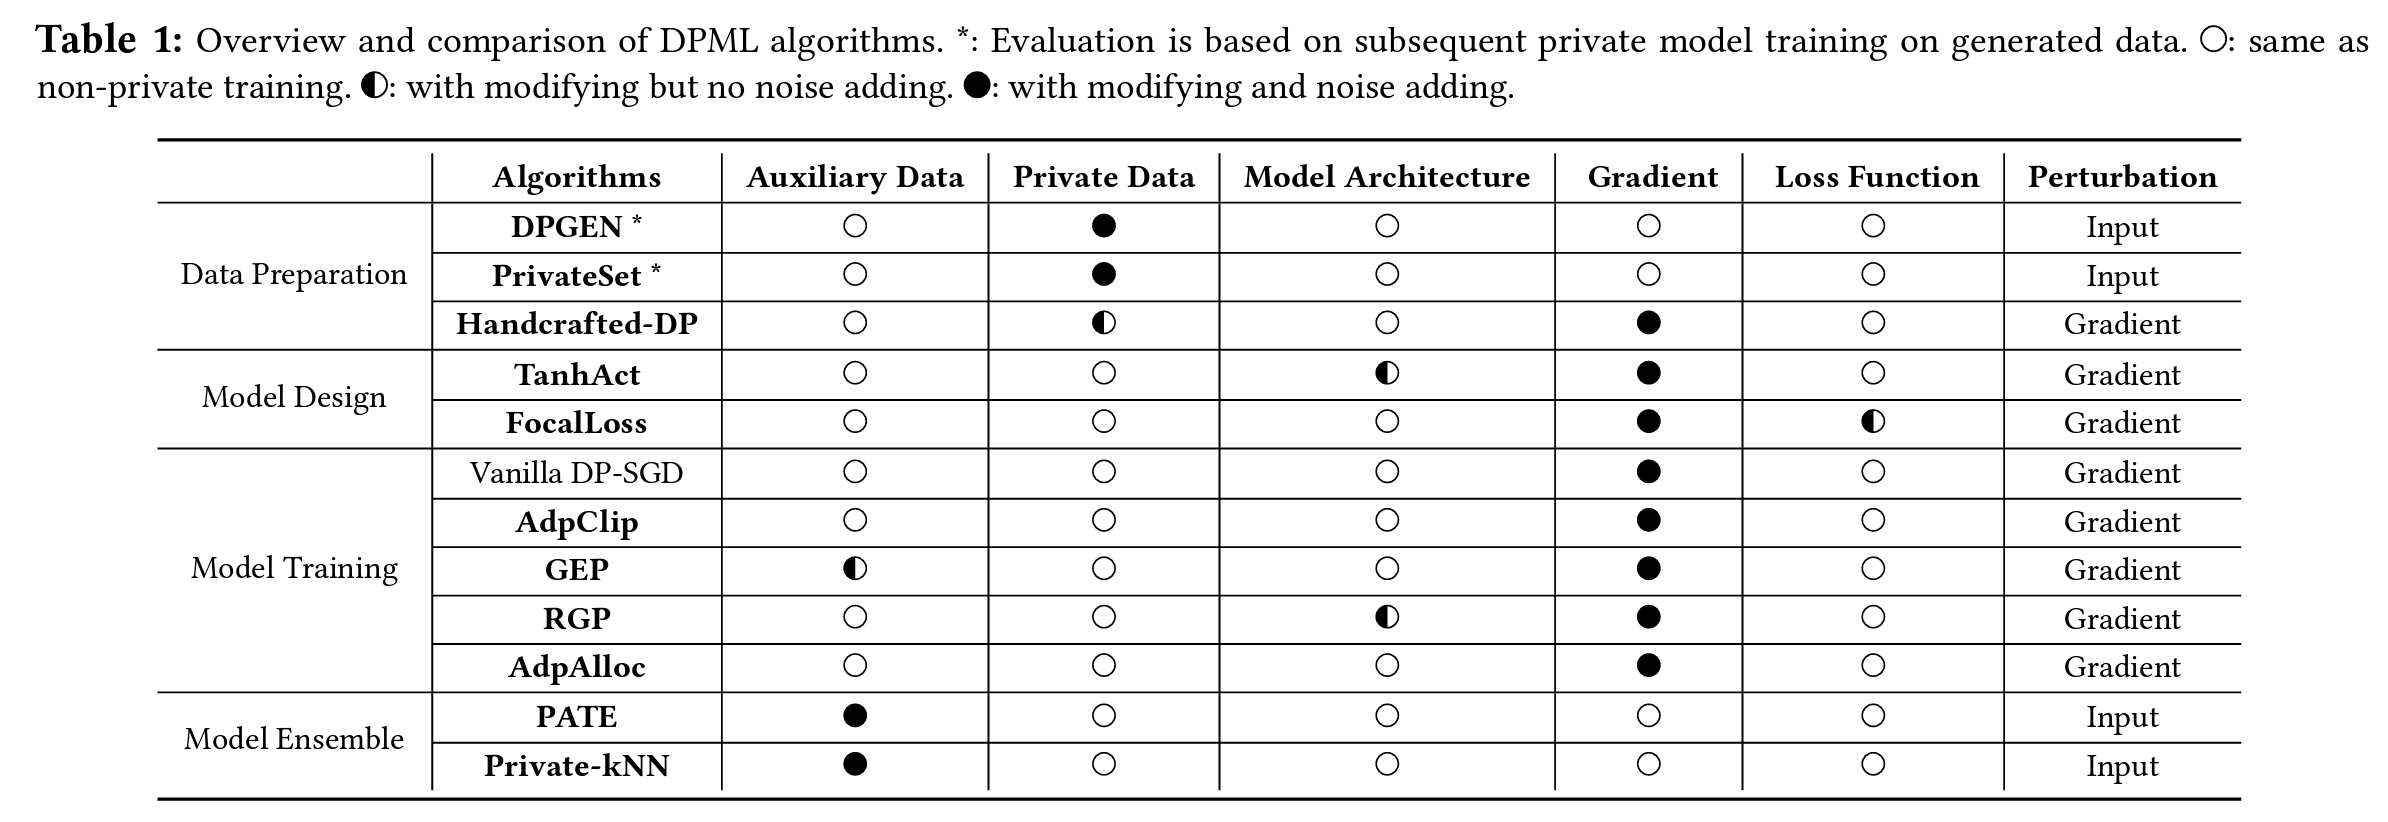 Table 1: Overview and comparison of DPML algorithms. *: Evaluation is based on subsequent private model training on generated data. ○: same as
non-private training. ◐: with modifying but no noise adding. ●: with modifying and noise adding.
Algorithms Auxiliary Data Private Data Model Architecture Gradient Loss Function Perturbation
Data Preparation
DPGEN * ○ ● ○ ○ ○ Input
PrivateSet * ○ ● ○ ○ ○ Input
Handcrafted-DP ○ ◐ ○ ● ○ Gradient
Model Design
TanhAct ○ ○ ◐ ● ○ Gradient
FocalLoss ○ ○ ○ ● ◐ Gradient
Model Training
Vanilla DP-SGD ○ ○ ○ ● ○ Gradient
AdpClip ○ ○ ○ ● ○ Gradient
GEP ◐ ○ ○ ● ○ Gradient
RGP ○ ○ ◐ ● ○ Gradient
AdpAlloc ○ ○ ○ ● ○ Gradient
Model Ensemble
PATE ● ○ ○ ○ ○ Input
Private-kNN ● ○ ○ ○ ○ Input